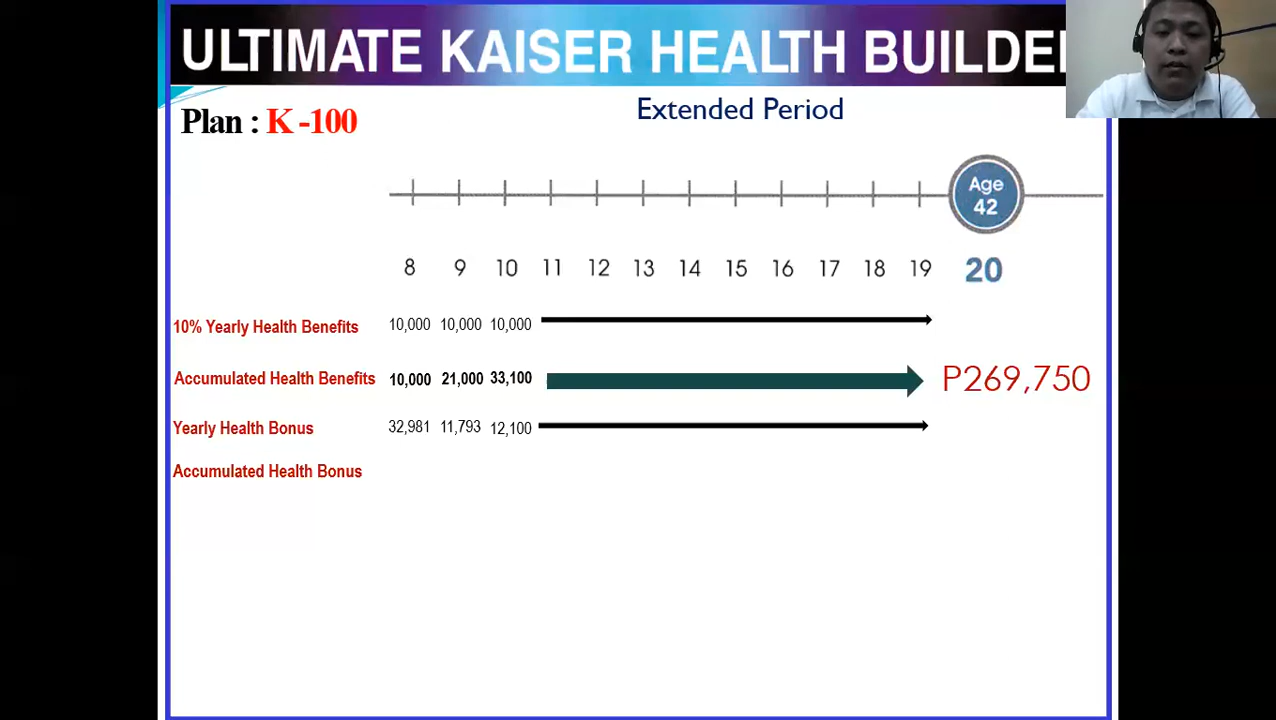 ULTIMATE KAISER HEALTH BUILDE
Plan : K -100
Extended Period
Age
42
8 9 10 11 12 13 14 15 16 17 18 19 20
10% Yearly Health Benefits 10,000 10,000 10,000
Accumulated Health Benefits 10,000 21,000 33,100 P269,750
Yearly Health Bonus 32,981 11,793 12,100
Accumulated Health Bonus